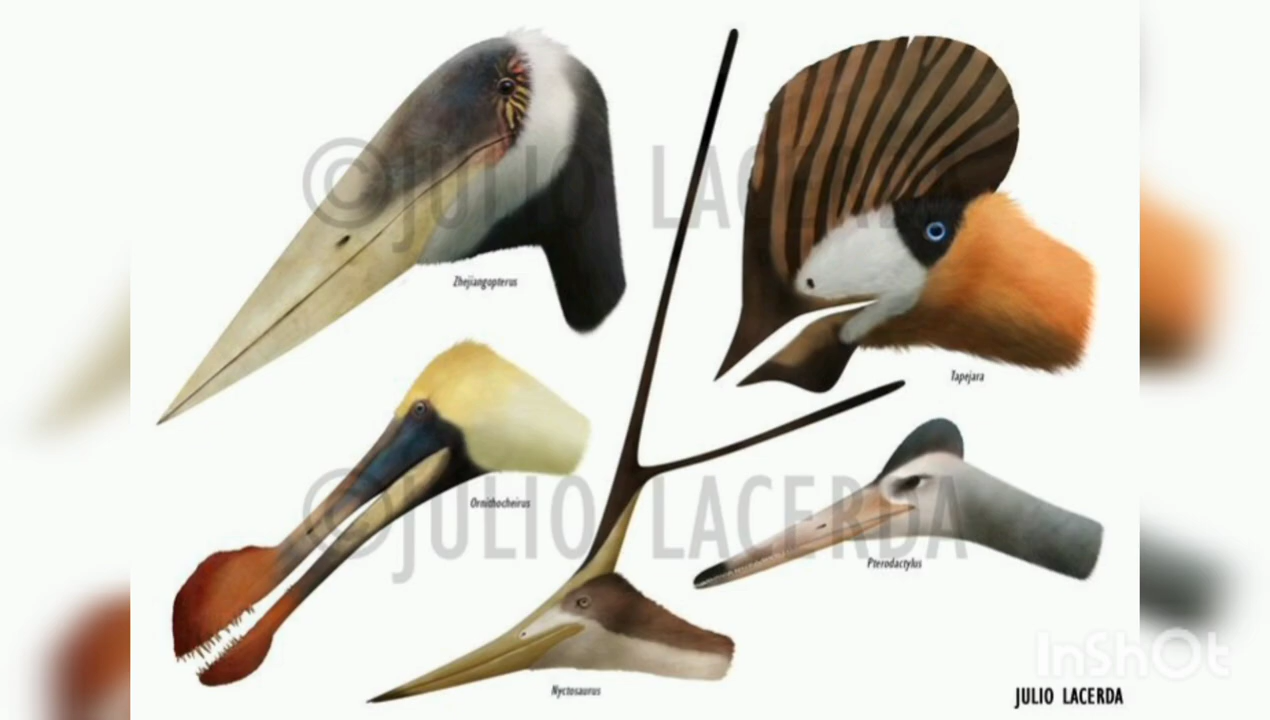 ©JULIO LACERDA
Zhejiangopterus
Tapejara
Ornithocheirus
©JULIO LACERDA
Pterodactylus
Nyctosaurus
InShOt
JULIO LACERDA